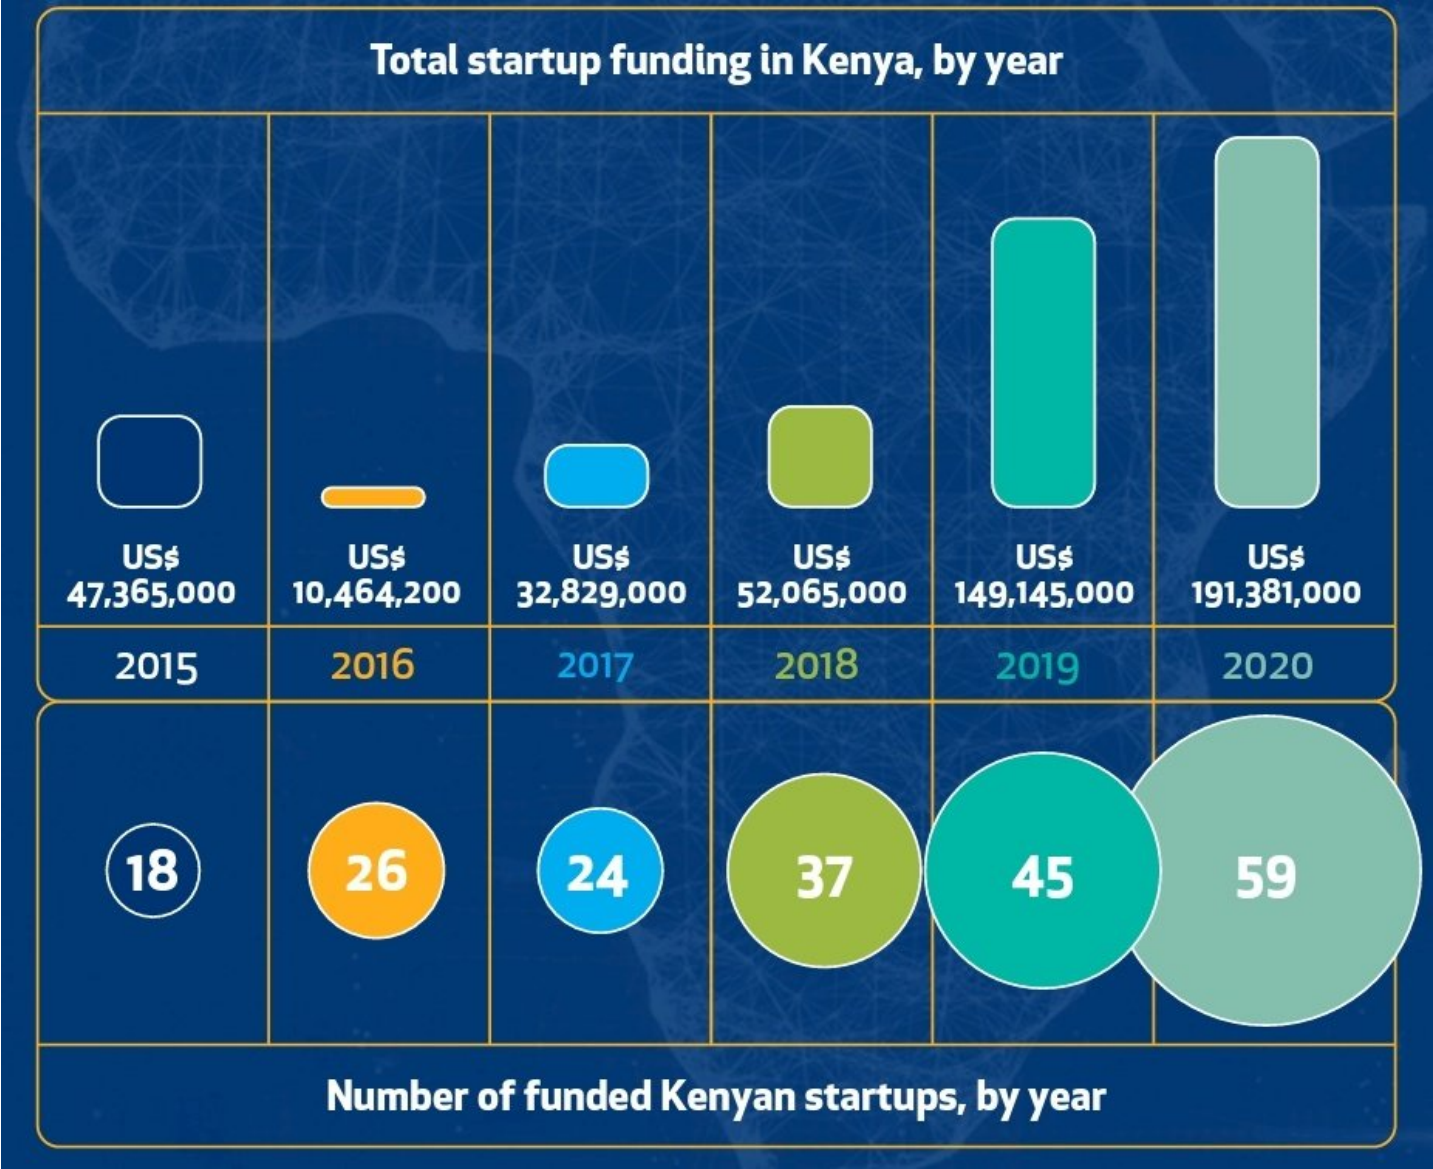 Total startup funding in Kenya, by year
US$ US$ US$ US$ US$ US$
47,365,000 10,464,200 32,829,000 52,065,000 149,145,000 191,381,000
2015 2016 2017 2018 2019 2020
18 26 24 37 45 59
Number of funded Kenyan startups, by year